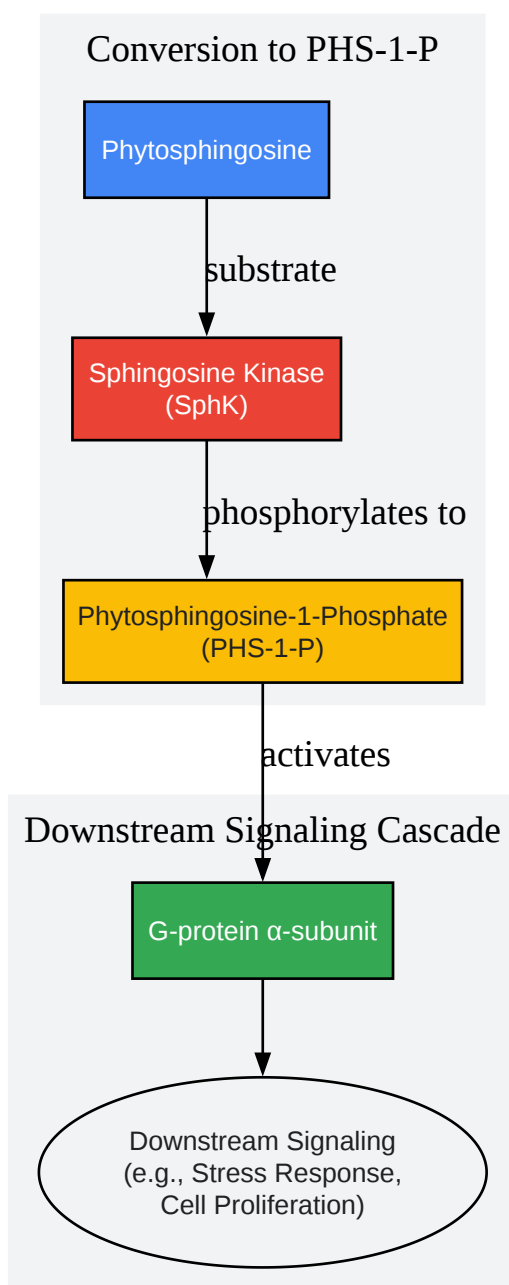 Conversion to PHS-1-P
Phytosphingosine
substrate
Sphingosine Kinase
(SphK)
phosphorylates to
Phytosphingosine-1-Phosphate
(PHS-1-P)
activates
Downstream Signaling Cascade
G-protein α-subunit
Downstream Signaling
(e.g., Stress Response,
Cell Proliferation)